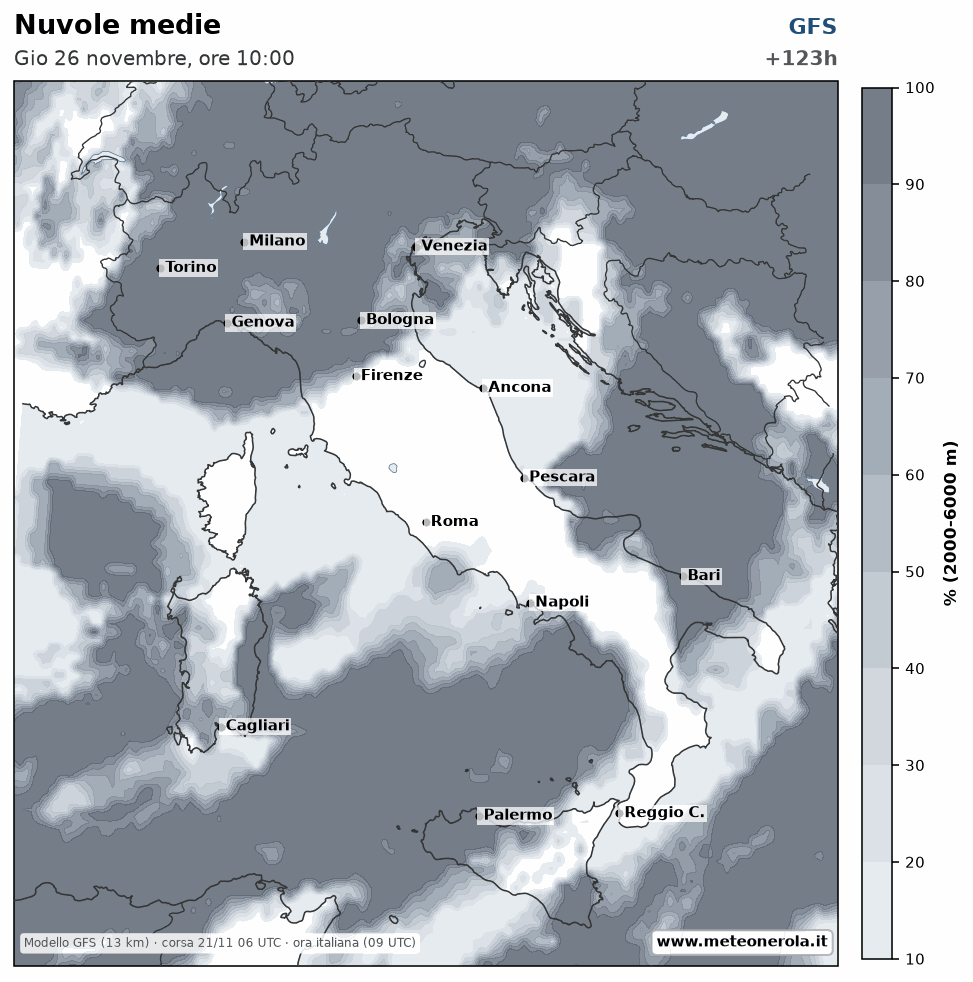 Nuvole medie
GFS
Gio 26 novembre, ore 10:00
+123h
100
90
80
70
60
50
40
30
20
10
% (2000-6000 m)
Milano
Venezia
Torino
Genova
Bologna
Firenze
Ancona
Pescara
Roma
Bari
Napoli
Cagliari
Palermo
Reggio C.
Modello GFS (13 km) · corsa 21/11 06 UTC · ora italiana (09 UTC)
www.meteonerola.it